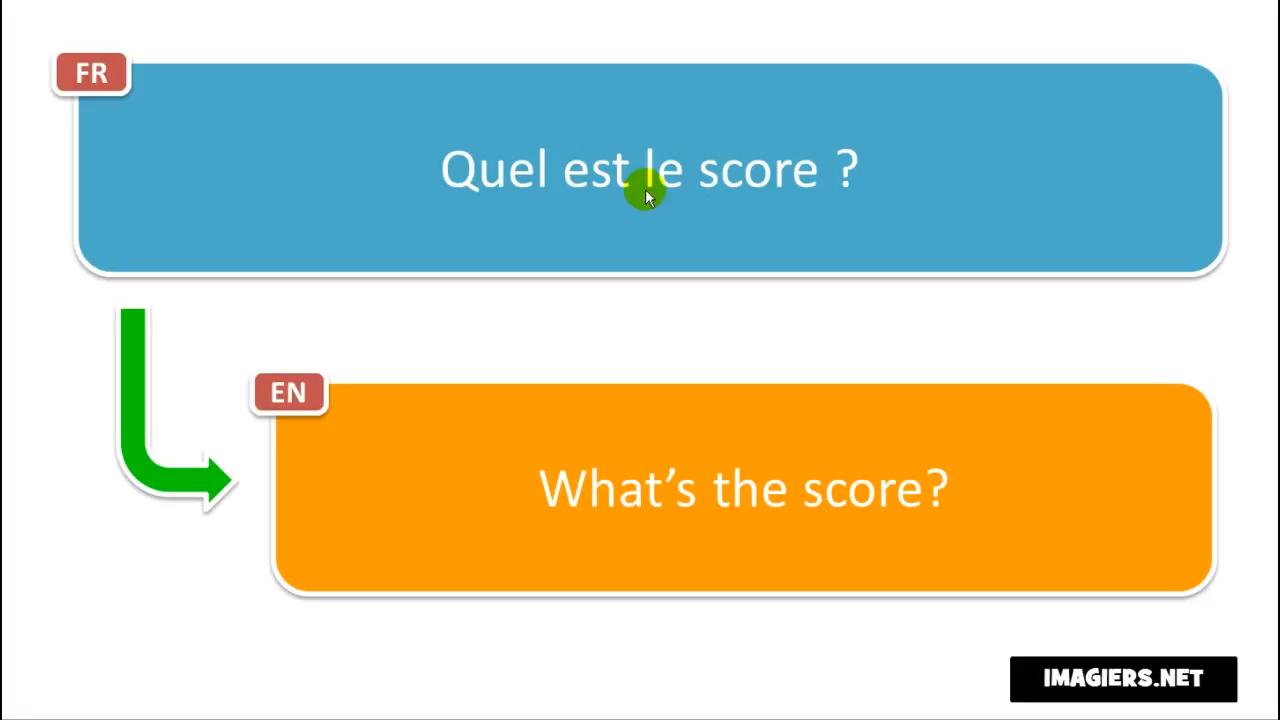 FR
Quel est le score ?
EN
What’s the score?
IMAGIERS.NET